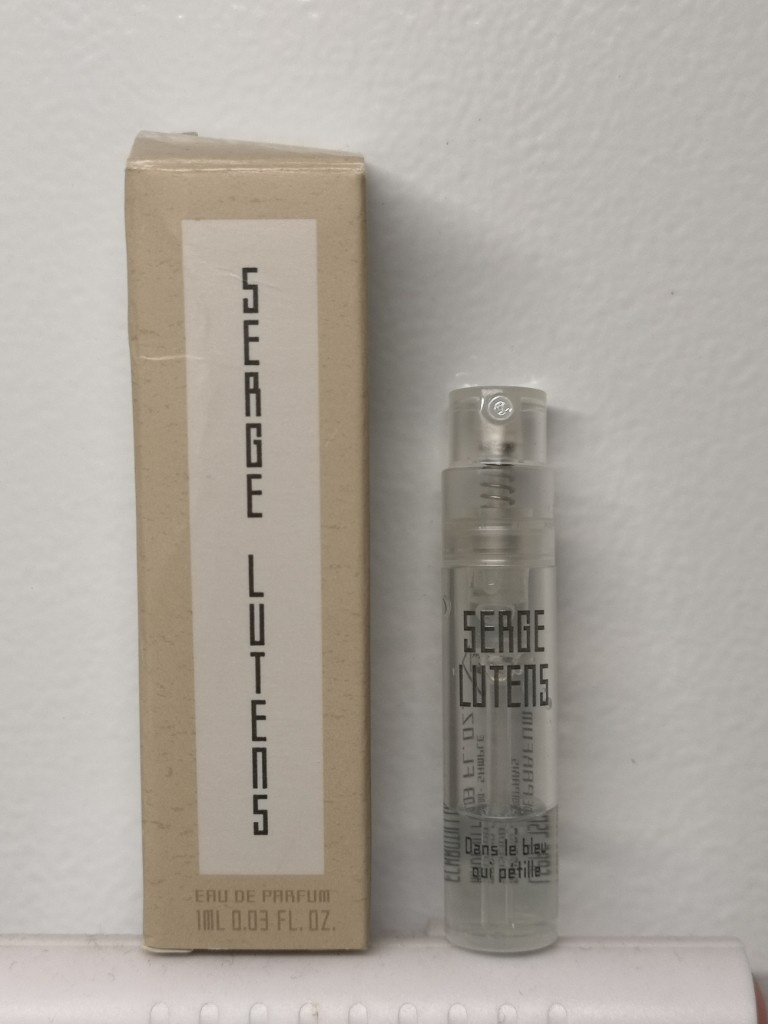 SERGE LUTENS
EAU DE PARFUM
1ML 0.03 FL. OZ.
SERGE
LUTENS
Dans le bleu
qui pétille